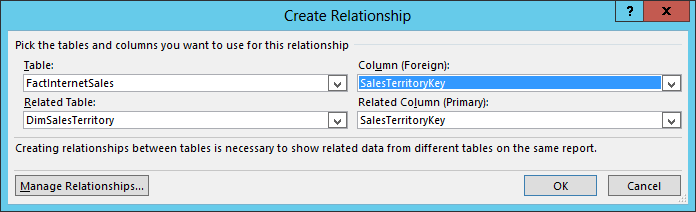 Create Relationship
? x
Pick the tables and columns you want to use for this relationship
Table: Column (Foreign):
FactInternetSales SalesTerritoryKey
Related Table: Related Column (Primary):
DimSalesTerritory SalesTerritoryKey
Creating relationships between tables is necessary to show related data from different tables on the same report.
Manage Relationships... OK Cancel